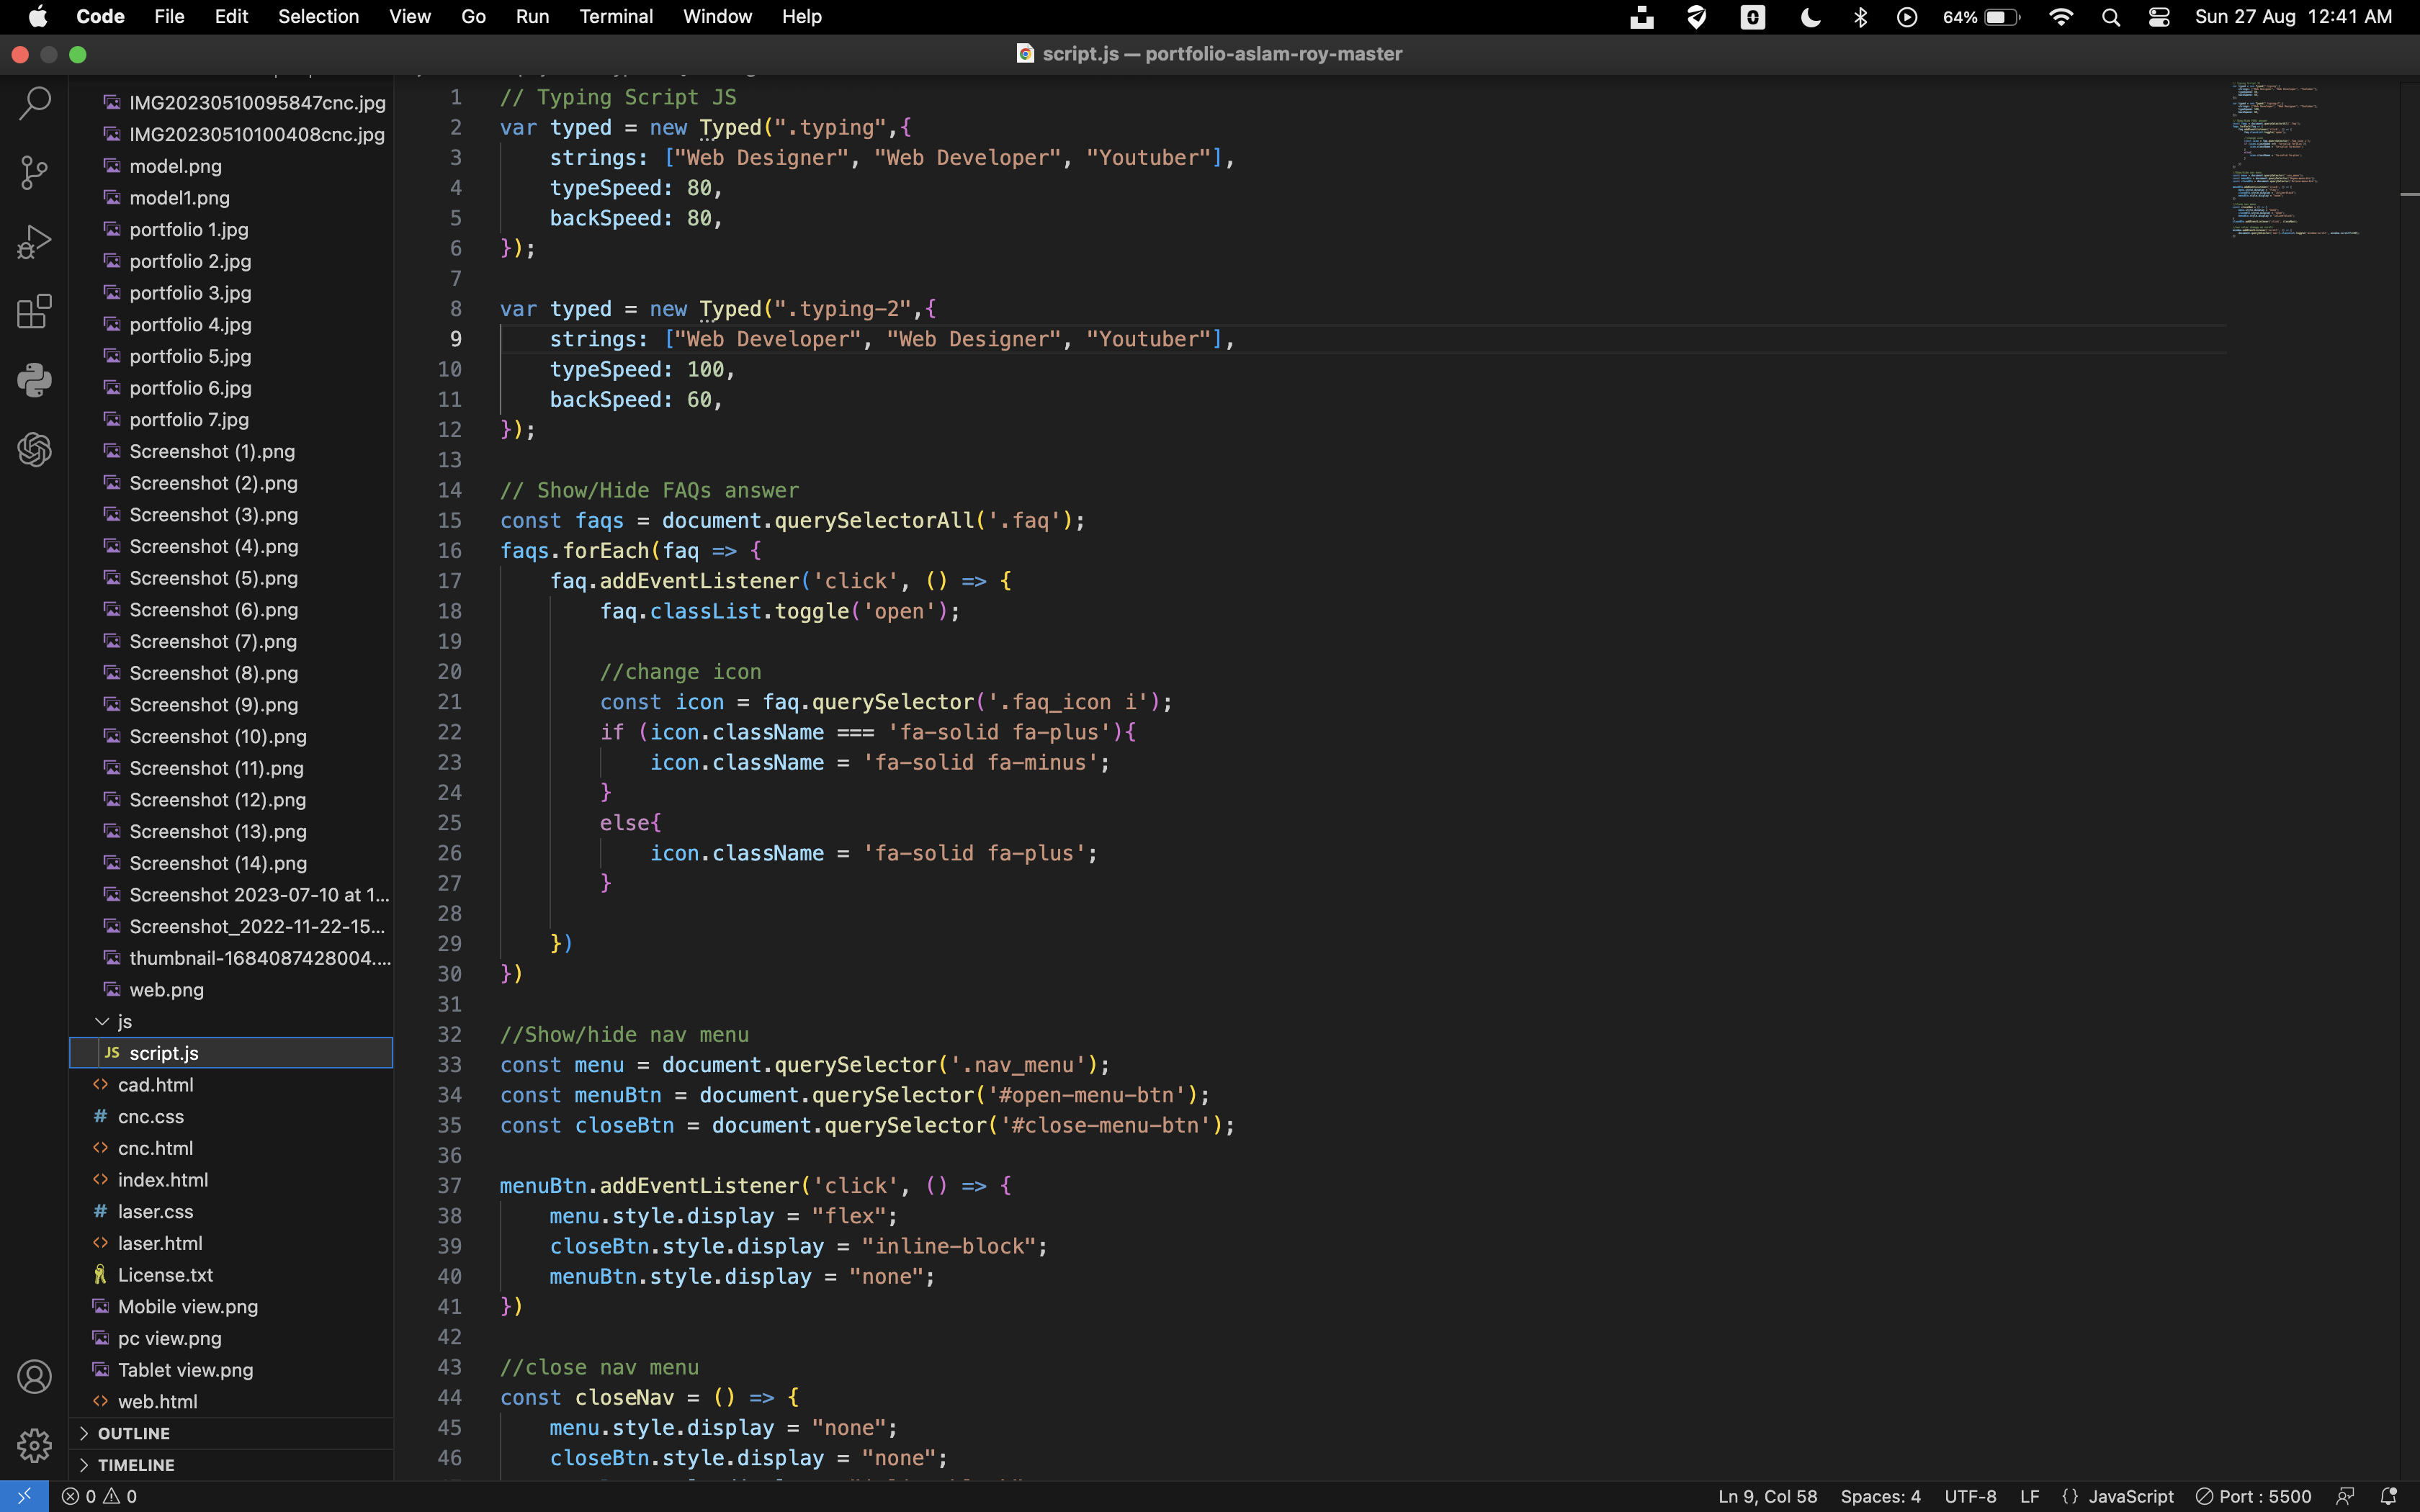 Code File Edit Selection View Go Run Terminal Window Help 64% Sun 27 Aug 12:41 AM
script.js — portfolio-aslam-roy-master
IMG20230510095847cnc.jpg
IMG20230510100408cnc.jpg
model.png
model1.png
portfolio 1.jpg
portfolio 2.jpg
portfolio 3.jpg
portfolio 4.jpg
portfolio 5.jpg
portfolio 6.jpg
portfolio 7.jpg
Screenshot (1).png
Screenshot (2).png
Screenshot (3).png
Screenshot (4).png
Screenshot (5).png
Screenshot (6).png
Screenshot (7).png
Screenshot (8).png
Screenshot (9).png
Screenshot (10).png
Screenshot (11).png
Screenshot (12).png
Screenshot (13).png
Screenshot (14).png
Screenshot 2023-07-10 at 1...
Screenshot_2022-11-22-15...
thumbnail-1684087428004....
web.png
js
JS script.js
<> cad.html
# cnc.css
<> cnc.html
<> index.html
# laser.css
<> laser.html
License.txt
Mobile view.png
pc view.png
Tablet view.png
<> web.html
OUTLINE
TIMELINE
1 // Typing Script JS
2 var typed = new Typed(".typing",{
3     strings: ["Web Designer", "Web Developer", "Youtuber"],
4     typeSpeed: 80,
5     backSpeed: 80,
6 });
7
8 var typed = new Typed(".typing-2",{
9     strings: ["Web Developer", "Web Designer", "Youtuber"],
10     typeSpeed: 100,
11     backSpeed: 60,
12 });
13
14 // Show/Hide FAQs answer
15 const faqs = document.querySelectorAll('.faq');
16 faqs.forEach(faq => {
17     faq.addEventListener('click', () => {
18         faq.classList.toggle('open');
19
20         //change icon
21         const icon = faq.querySelector('.faq_icon i');
22         if (icon.className === 'fa-solid fa-plus'){
23             icon.className = 'fa-solid fa-minus';
24         }
25         else{
26             icon.className = 'fa-solid fa-plus';
27         }
28
29     })
30 })
31
32 //Show/hide nav menu
33 const menu = document.querySelector('.nav_menu');
34 const menuBtn = document.querySelector('#open-menu-btn');
35 const closeBtn = document.querySelector('#close-menu-btn');
36
37 menuBtn.addEventListener('click', () => {
38     menu.style.display = "flex";
39     closeBtn.style.display = "inline-block";
40     menuBtn.style.display = "none";
41 })
42
43 //close nav menu
44 const closeNav = () => {
45     menu.style.display = "none";
46     closeBtn.style.display = "none";
0 0 Ln 9, Col 58 Spaces: 4 UTF-8 LF {} JavaScript Port : 5500